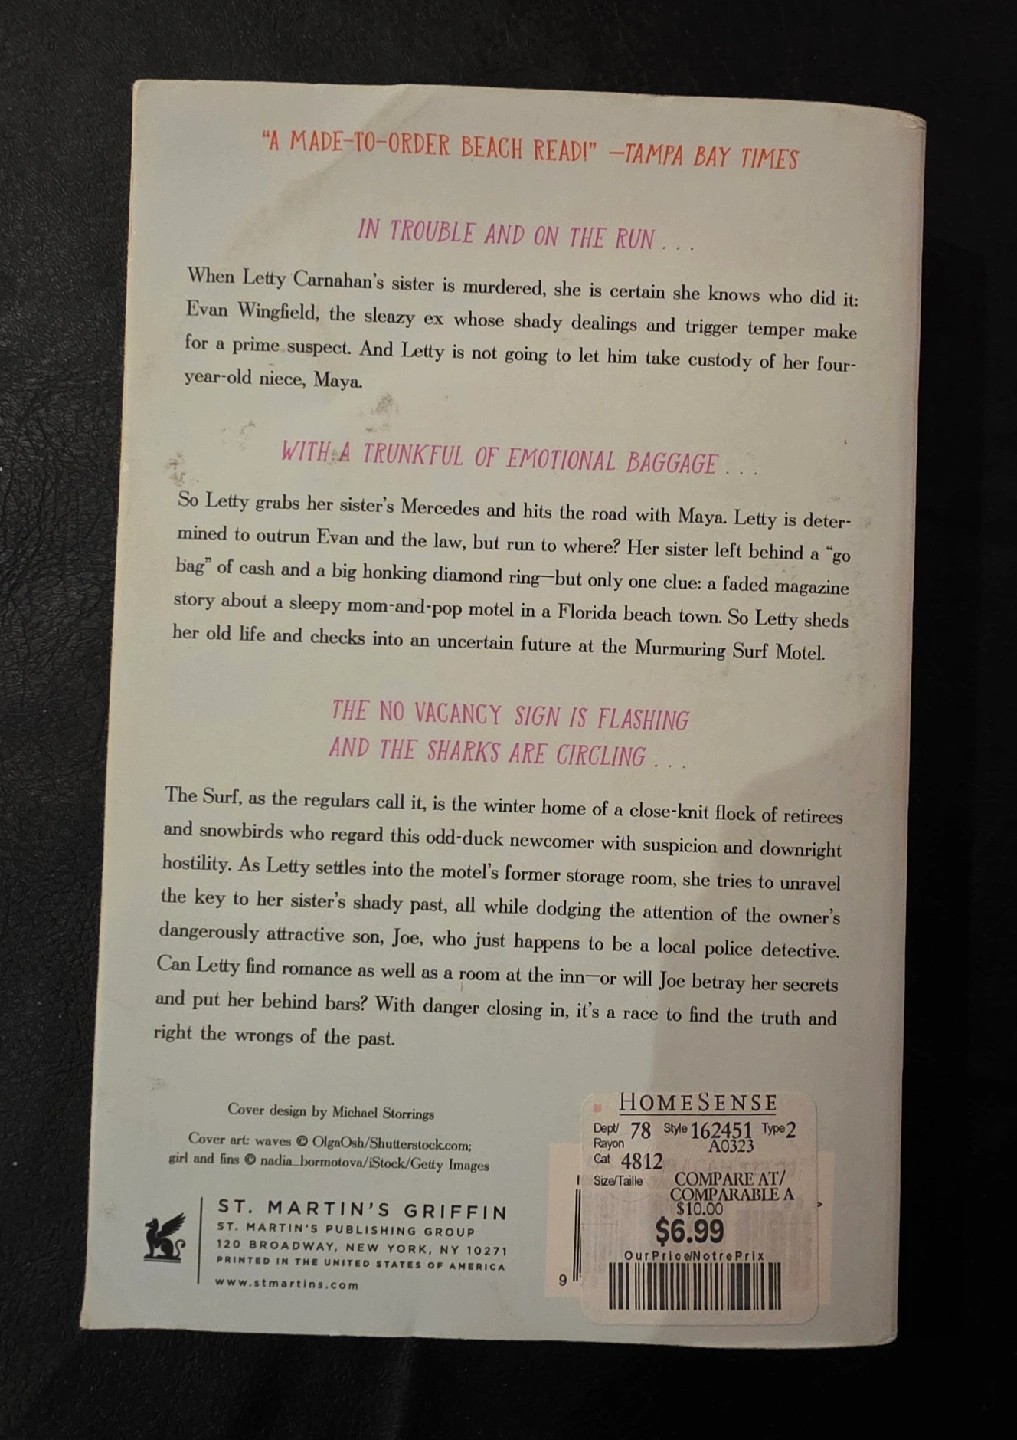 "A MADE-TO-ORDER BEACH READ!" —TAMPA BAY TIMES
IN TROUBLE AND ON THE RUN . . .
When Letty Carnahan's sister is murdered, she is certain she knows who did it:
Evan Wingfield, the sleazy ex whose shady dealings and trigger temper make
for a prime suspect. And Letty is not going to let him take custody of her four-
year-old niece, Maya.
WITH A TRUNKFUL OF EMOTIONAL BAGGAGE . . .
So Letty grabs her sister's Mercedes and hits the road with Maya. Letty is deter-
mined to outrun Evan and the law, but run to where? Her sister left behind a "go
bag" of cash and a big honking diamond ring—but only one clue: a faded magazine
story about a sleepy mom-and-pop motel in a Florida beach town. So Letty sheds
her old life and checks into an uncertain future at the Murmuring Surf Motel.
THE NO VACANCY SIGN IS FLASHING
AND THE SHARKS ARE CIRCLING . . .
The Surf, as the regulars call it, is the winter home of a close-knit flock of retirees
and snowbirds who regard this odd-duck newcomer with suspicion and downright
hostility. As Letty settles into the motel's former storage room, she tries to unravel
the key to her sister's shady past, all while dodging the attention of the owner's
dangerously attractive son, Joe, who just happens to be a local police detective.
Can Letty find romance as well as a room at the inn—or will Joe betray her secrets
and put her behind bars? With danger closing in, it's a race to find the truth and
right the wrongs of the past.
Cover design by Michael Storrings
Cover art: waves © OlgaOsh/Shutterstock.com;
girl and fins © nadia_bormotova/iStock/Getty Images
ST. MARTIN'S GRIFFIN
ST. MARTIN'S PUBLISHING GROUP
120 BROADWAY, NEW YORK, NY 10271
PRINTED IN THE UNITED STATES OF AMERICA
www.stmartins.com
HOMESENSE
Dept/ 78 Style 162451 Type 2
Rayon A0323
Cat 4812
Size/Taille COMPARE AT/
COMPARABLE A
$10.00
$6.99
Our Price/Notre Prix
9